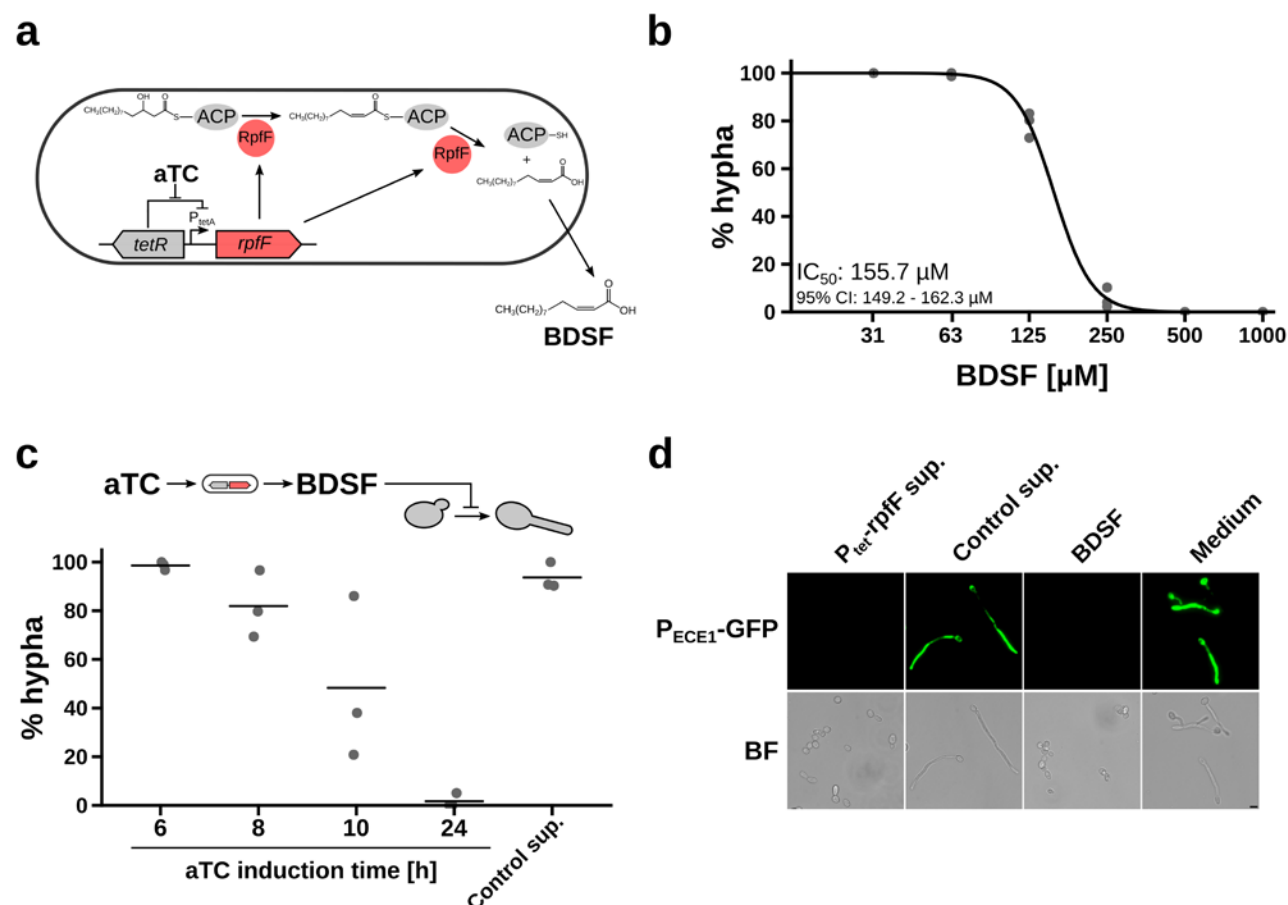 a
OH
O
CH₃(CH₂)₇
S
ACP
RpfF
O
CH₃(CH₂)₇
S
ACP
RpfF
ACP
SH
+
O
CH₃(CH₂)₇
OH
aTC
PtetA
tetR
rpfF
O
CH₃(CH₂)₇
OH
BDSF
b
% hypha
100
80
60
40
20
0
IC₅₀: 155.7 µM
95% CI: 149.2 - 162.3 µM
31 63 125 250 500 1000
BDSF [µM]
c
aTC
BDSF
% hypha
100
80
60
40
20
0
6 8 10 24 Control sup.
aTC induction time [h]
d
Ptet-rpfF sup.
Control sup.
BDSF
Medium
PECE1-GFP
BF